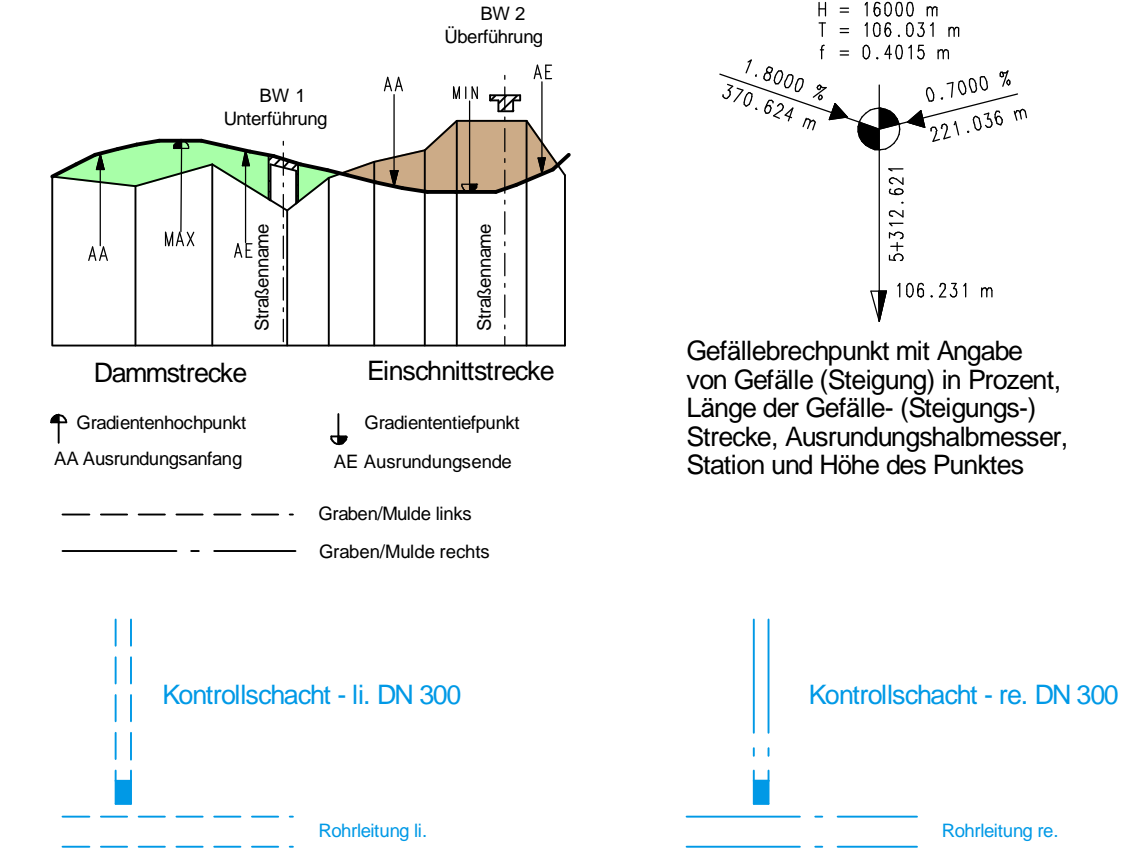 BW 2
Überführung
BW 1
Unterführung
AA
MIN
AE
AA
MAX
AE
Straßenname
Straßenname
Dammstrecke
Einschnittstrecke
Gradientenhochpunkt
Gradiententiefpunkt
AA Ausrundungsanfang
AE Ausrundungsende
Graben/Mulde links
Graben/Mulde rechts
H = 16000 m
T = 106.031 m
f = 0.4015 m
1.8000 %
370.624 m
0.7000 %
221.036 m
5+312.621
106.231 m
Gefällebrechpunkt mit Angabe
von Gefälle (Steigung) in Prozent,
Länge der Gefälle- (Steigungs-)
Strecke, Ausrundungshalbmesser,
Station und Höhe des Punktes
Kontrollschacht - li. DN 300
Kontrollschacht - re. DN 300
Rohrleitung li.
Rohrleitung re.